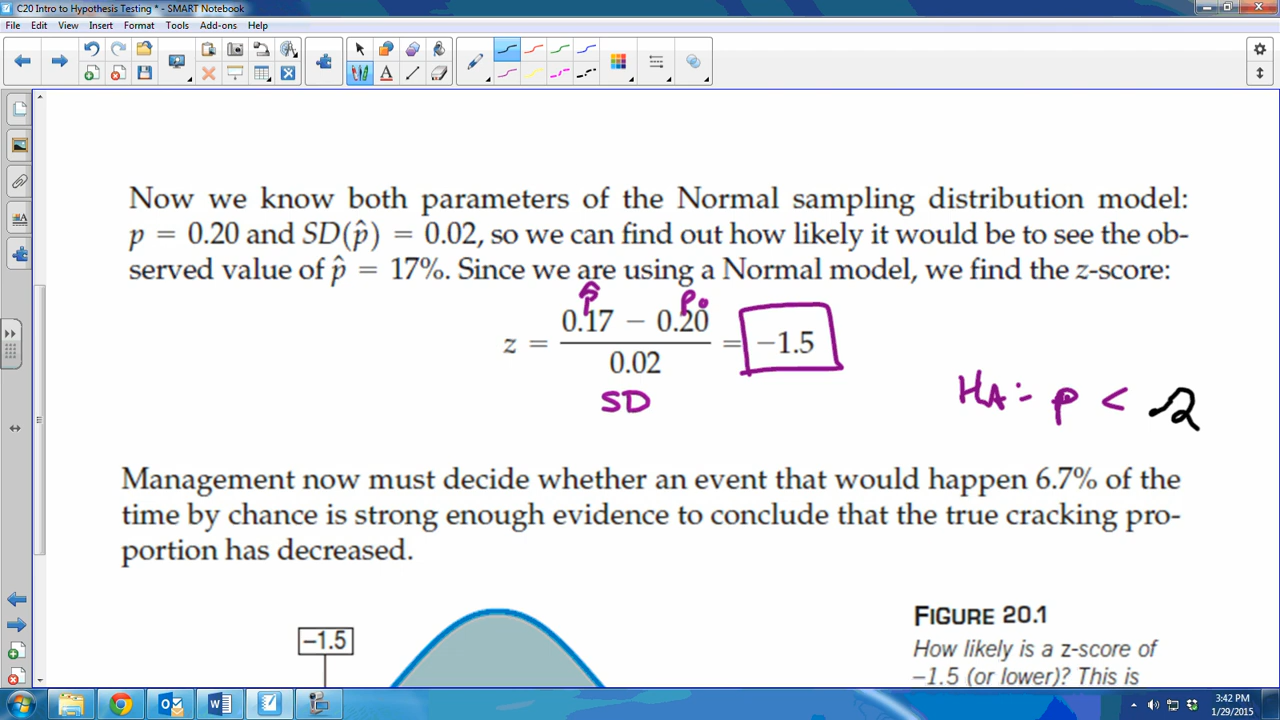 C20 Intro to Hypothesis Testing * - SMART Notebook
File Edit View Insert Format Tools Add-ons Help
Now we know both parameters of the Normal sampling distribution model:
p = 0.20 and SD(p̂) = 0.02, so we can find out how likely it would be to see the ob-
served value of p̂ = 17%. Since we are using a Normal model, we find the z-score:
p̂ p₀
z = (0.17 − 0.20) / 0.02 = −1.5
SD
HA: p < .2
Management now must decide whether an event that would happen 6.7% of the
time by chance is strong enough evidence to conclude that the true cracking pro-
portion has decreased.
FIGURE 20.1
−1.5
How likely is a z-score of
−1.5 (or lower)? This is
3:42 PM
1/29/2015